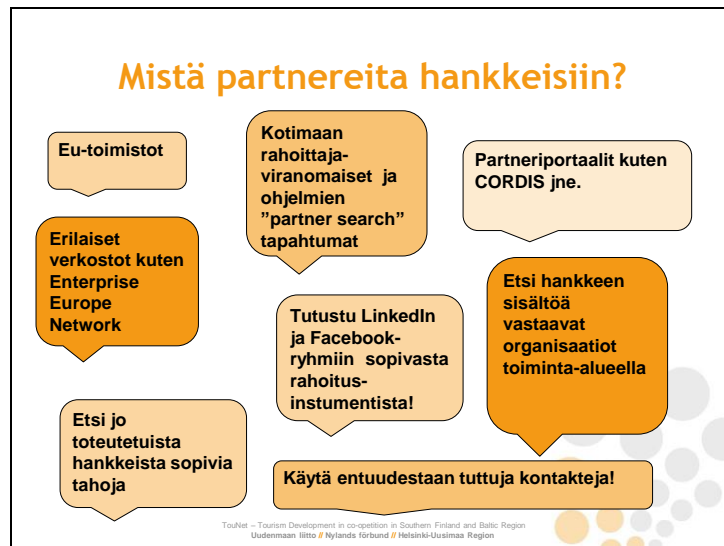 Mistä partnereita hankkeisiin?
Eu-toimistot
Kotimaan
rahoittaja-
viranomaiset ja
ohjelmien
”partner search”
tapahtumat
Partneriportaalit kuten
CORDIS jne.
Erilaiset
verkostot kuten
Enterprise
Europe
Network
Tutustu LinkedIn
ja Facebook-
ryhmiin sopivasta
rahoitus-
instumentista!
Etsi hankkeen
sisältöä
vastaavat
organisaatiot
toiminta-alueella
Etsi jo
toteutetuista
hankkeista sopivia
tahoja
Käytä entuudestaan tuttuja kontakteja!
TouNet – Tourism Development in co-opetition in Southern Finland and Baltic Region
Uudenmaan liitto // Nylands förbund // Helsinki-Uusimaa Region